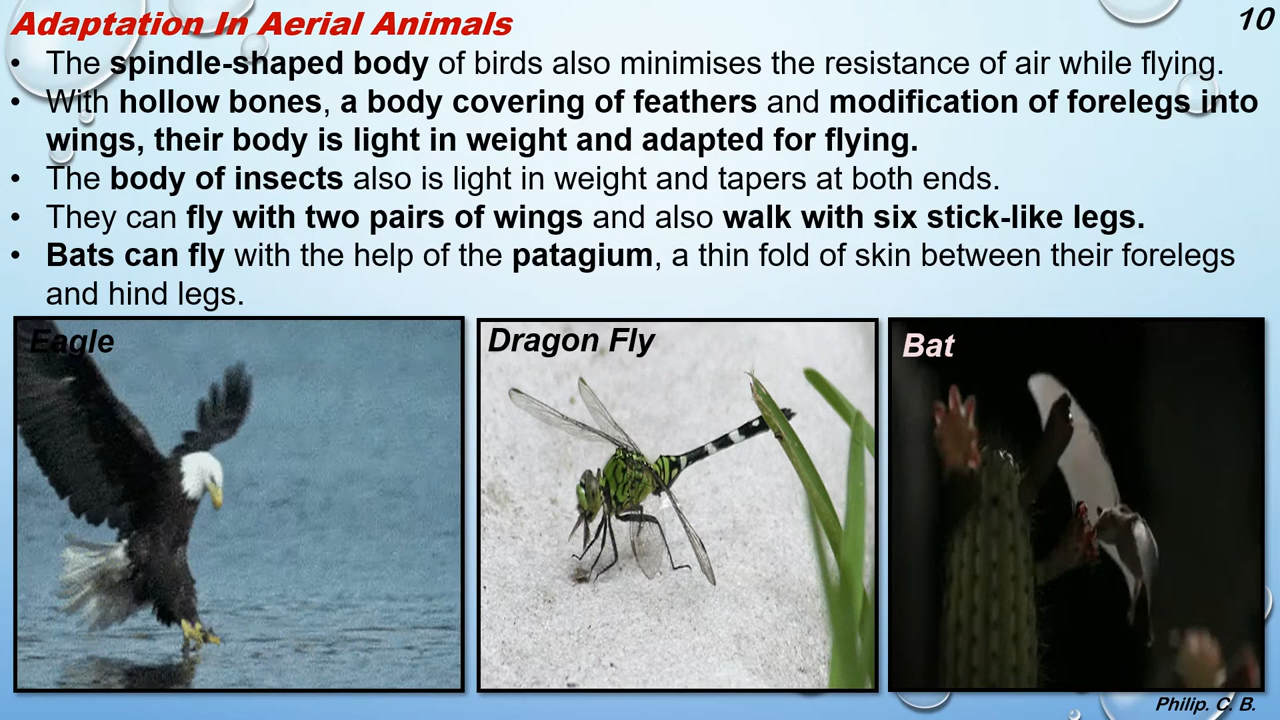 Adaptation In Aerial Animals
10
• The spindle-shaped body of birds also minimises the resistance of air while flying.
• With hollow bones, a body covering of feathers and modification of forelegs into
wings, their body is light in weight and adapted for flying.
• The body of insects also is light in weight and tapers at both ends.
• They can fly with two pairs of wings and also walk with six stick-like legs.
• Bats can fly with the help of the patagium, a thin fold of skin between their forelegs
and hind legs.
Eagle
Dragon Fly
Bat
Philip. C. B.